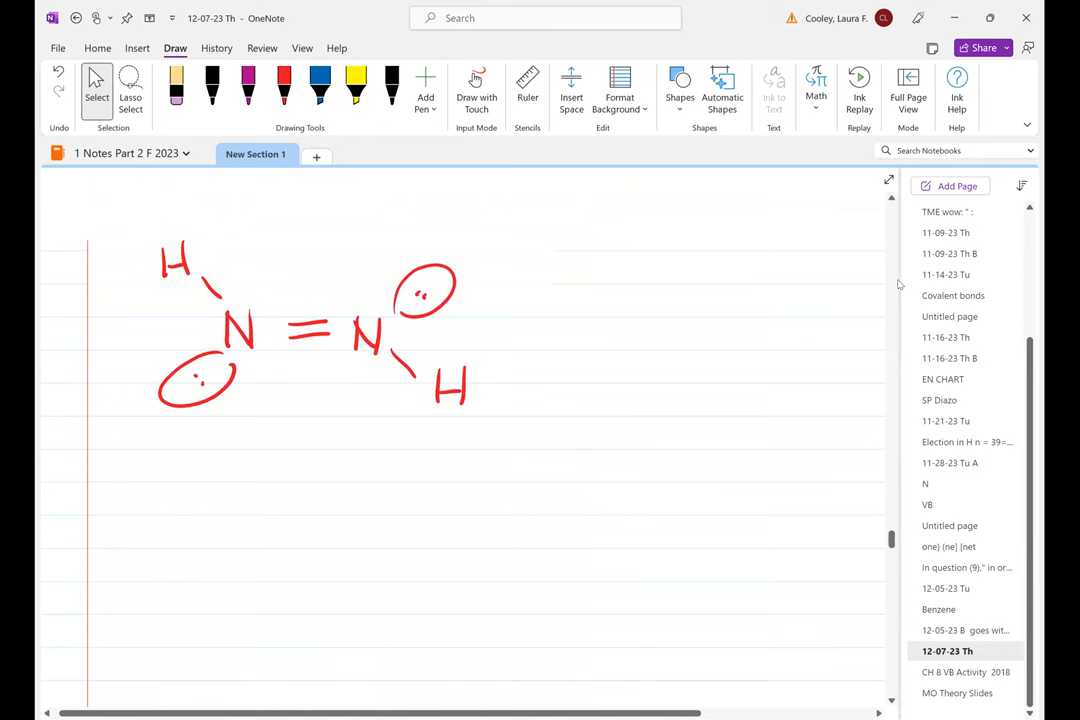 12-07-23 Th - OneNote
Search
Cooley, Laura F.
CL
File Home Insert Draw History Review View Help
Share
Undo
Select
Lasso Select
Selection
Drawing Tools
Add Pen
Draw with Touch
Input Mode
Ruler
Stencils
Insert Space
Format Background
Edit
Shapes
Automatic Shapes
Shapes
Ink to Text
Text
Math
Ink Replay
Replay
Full Page View
Mode
Ink Help
Help
1 Notes Part 2 F 2023
New Section 1
+
Search Notebooks
Add Page
TME wow: " :
11-09-23 Th
11-09-23 Th B
11-14-23 Tu
Covalent bonds
Untitled page
11-16-23 Th
11-16-23 Th B
EN CHART
SP Diazo
11-21-23 Tu
Election in H n = 39=...
11-28-23 Tu A
N
VB
Untitled page
one) (ne] [net
In question (9)," in or...
12-05-23 Tu
Benzene
12-05-23 B goes wit...
12-07-23 Th
CH 8 VB Activity 2018
MO Theory Slides
H
N = N
H